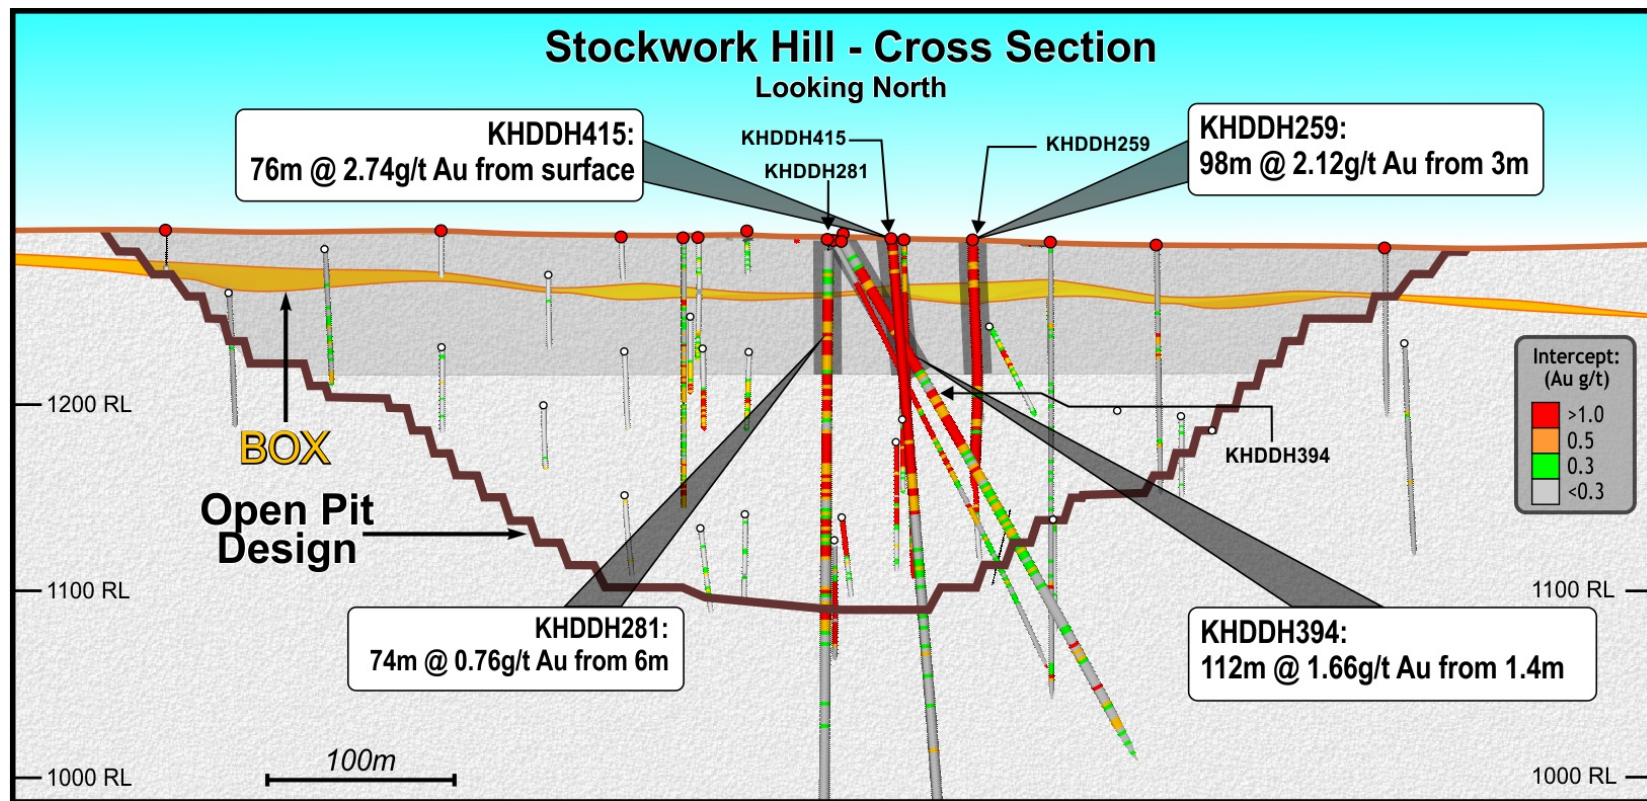 Stockwork Hill - Cross Section
Looking North
KHDDH415:
76m @ 2.74g/t Au from surface
KHDDH415
KHDDH281
KHDDH259
KHDDH259:
98m @ 2.12g/t Au from 3m
Intercept:
(Au g/t)
>1.0
0.5
0.3
<0.3
1200 RL
BOX
KHDDH394
Open Pit
Design
1100 RL
1100 RL
KHDDH281:
74m @ 0.76g/t Au from 6m
KHDDH394:
112m @ 1.66g/t Au from 1.4m
100m
1000 RL
1000 RL